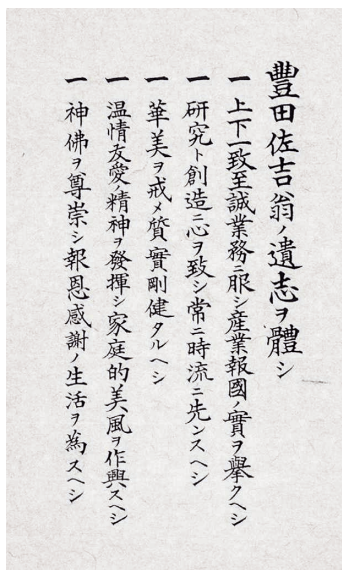 豐田佐吉翁ノ遺志ヲ體シ
一 上下一致至誠業務ニ服シ産業報國ノ實ヲ擧クヘシ
一 研究ト創造ニ心ヲ致シ常ニ時流ニ先ンスヘシ
一 華美ヲ戒メ質實剛健タルヘシ
一 温情友愛ノ精神ヲ發揮シ家庭的美風ヲ作興スヘシ
一 神佛ヲ尊崇シ報恩感謝ノ生活ヲ為スヘシ